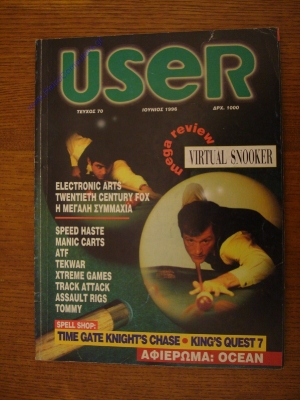 USER
ΤΕΥΧΟΣ 70 ΙΟΥΝΙΟΣ 1996 ΔΡΧ. 1000
mega review
VIRTUAL SNOOKER
ELECTRONIC ARTS
TWENTIETH CENTURY FOX
Η ΜΕΓΑΛΗ ΣΥΜΜΑΧΙΑ
SPEED HASTE
MANIC CARTS
ATF
TEKWAR
XTREME GAMES
TRACK ATTACK
ASSAULT RIGS
TOMMY
SPELL SHOP:
TIME GATE KNIGHT'S CHASE • KING'S QUEST 7
ΑΦΙΕΡΩΜΑ: OCEAN